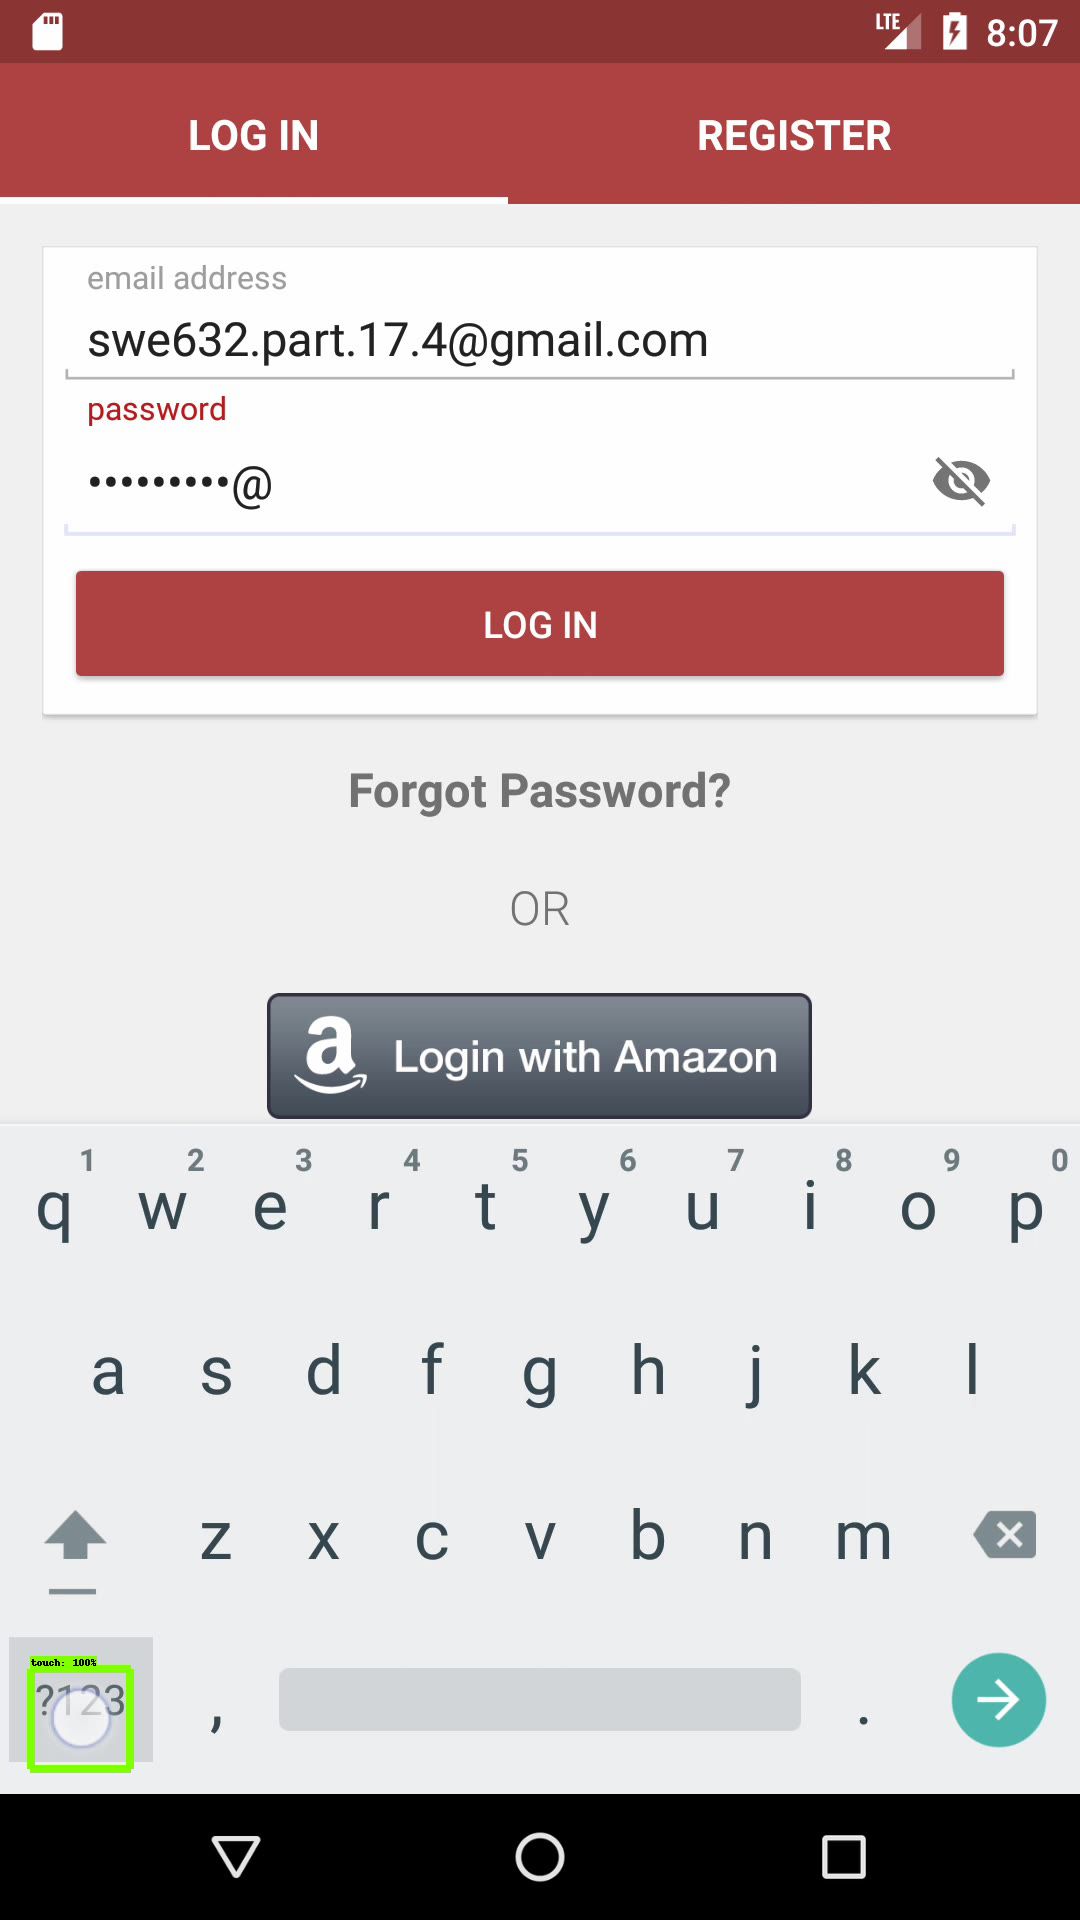 LTE 8:07
LOG IN REGISTER
email address
swe632.part.17.4@gmail.com
password
•••••••••@
LOG IN
Forgot Password?
OR
a Login with Amazon
1 2 3 4 5 6 7 8 9 0
q w e r t y u i o p
a s d f g h j k l
z x c v b n m
touch: 100%
?123 , .